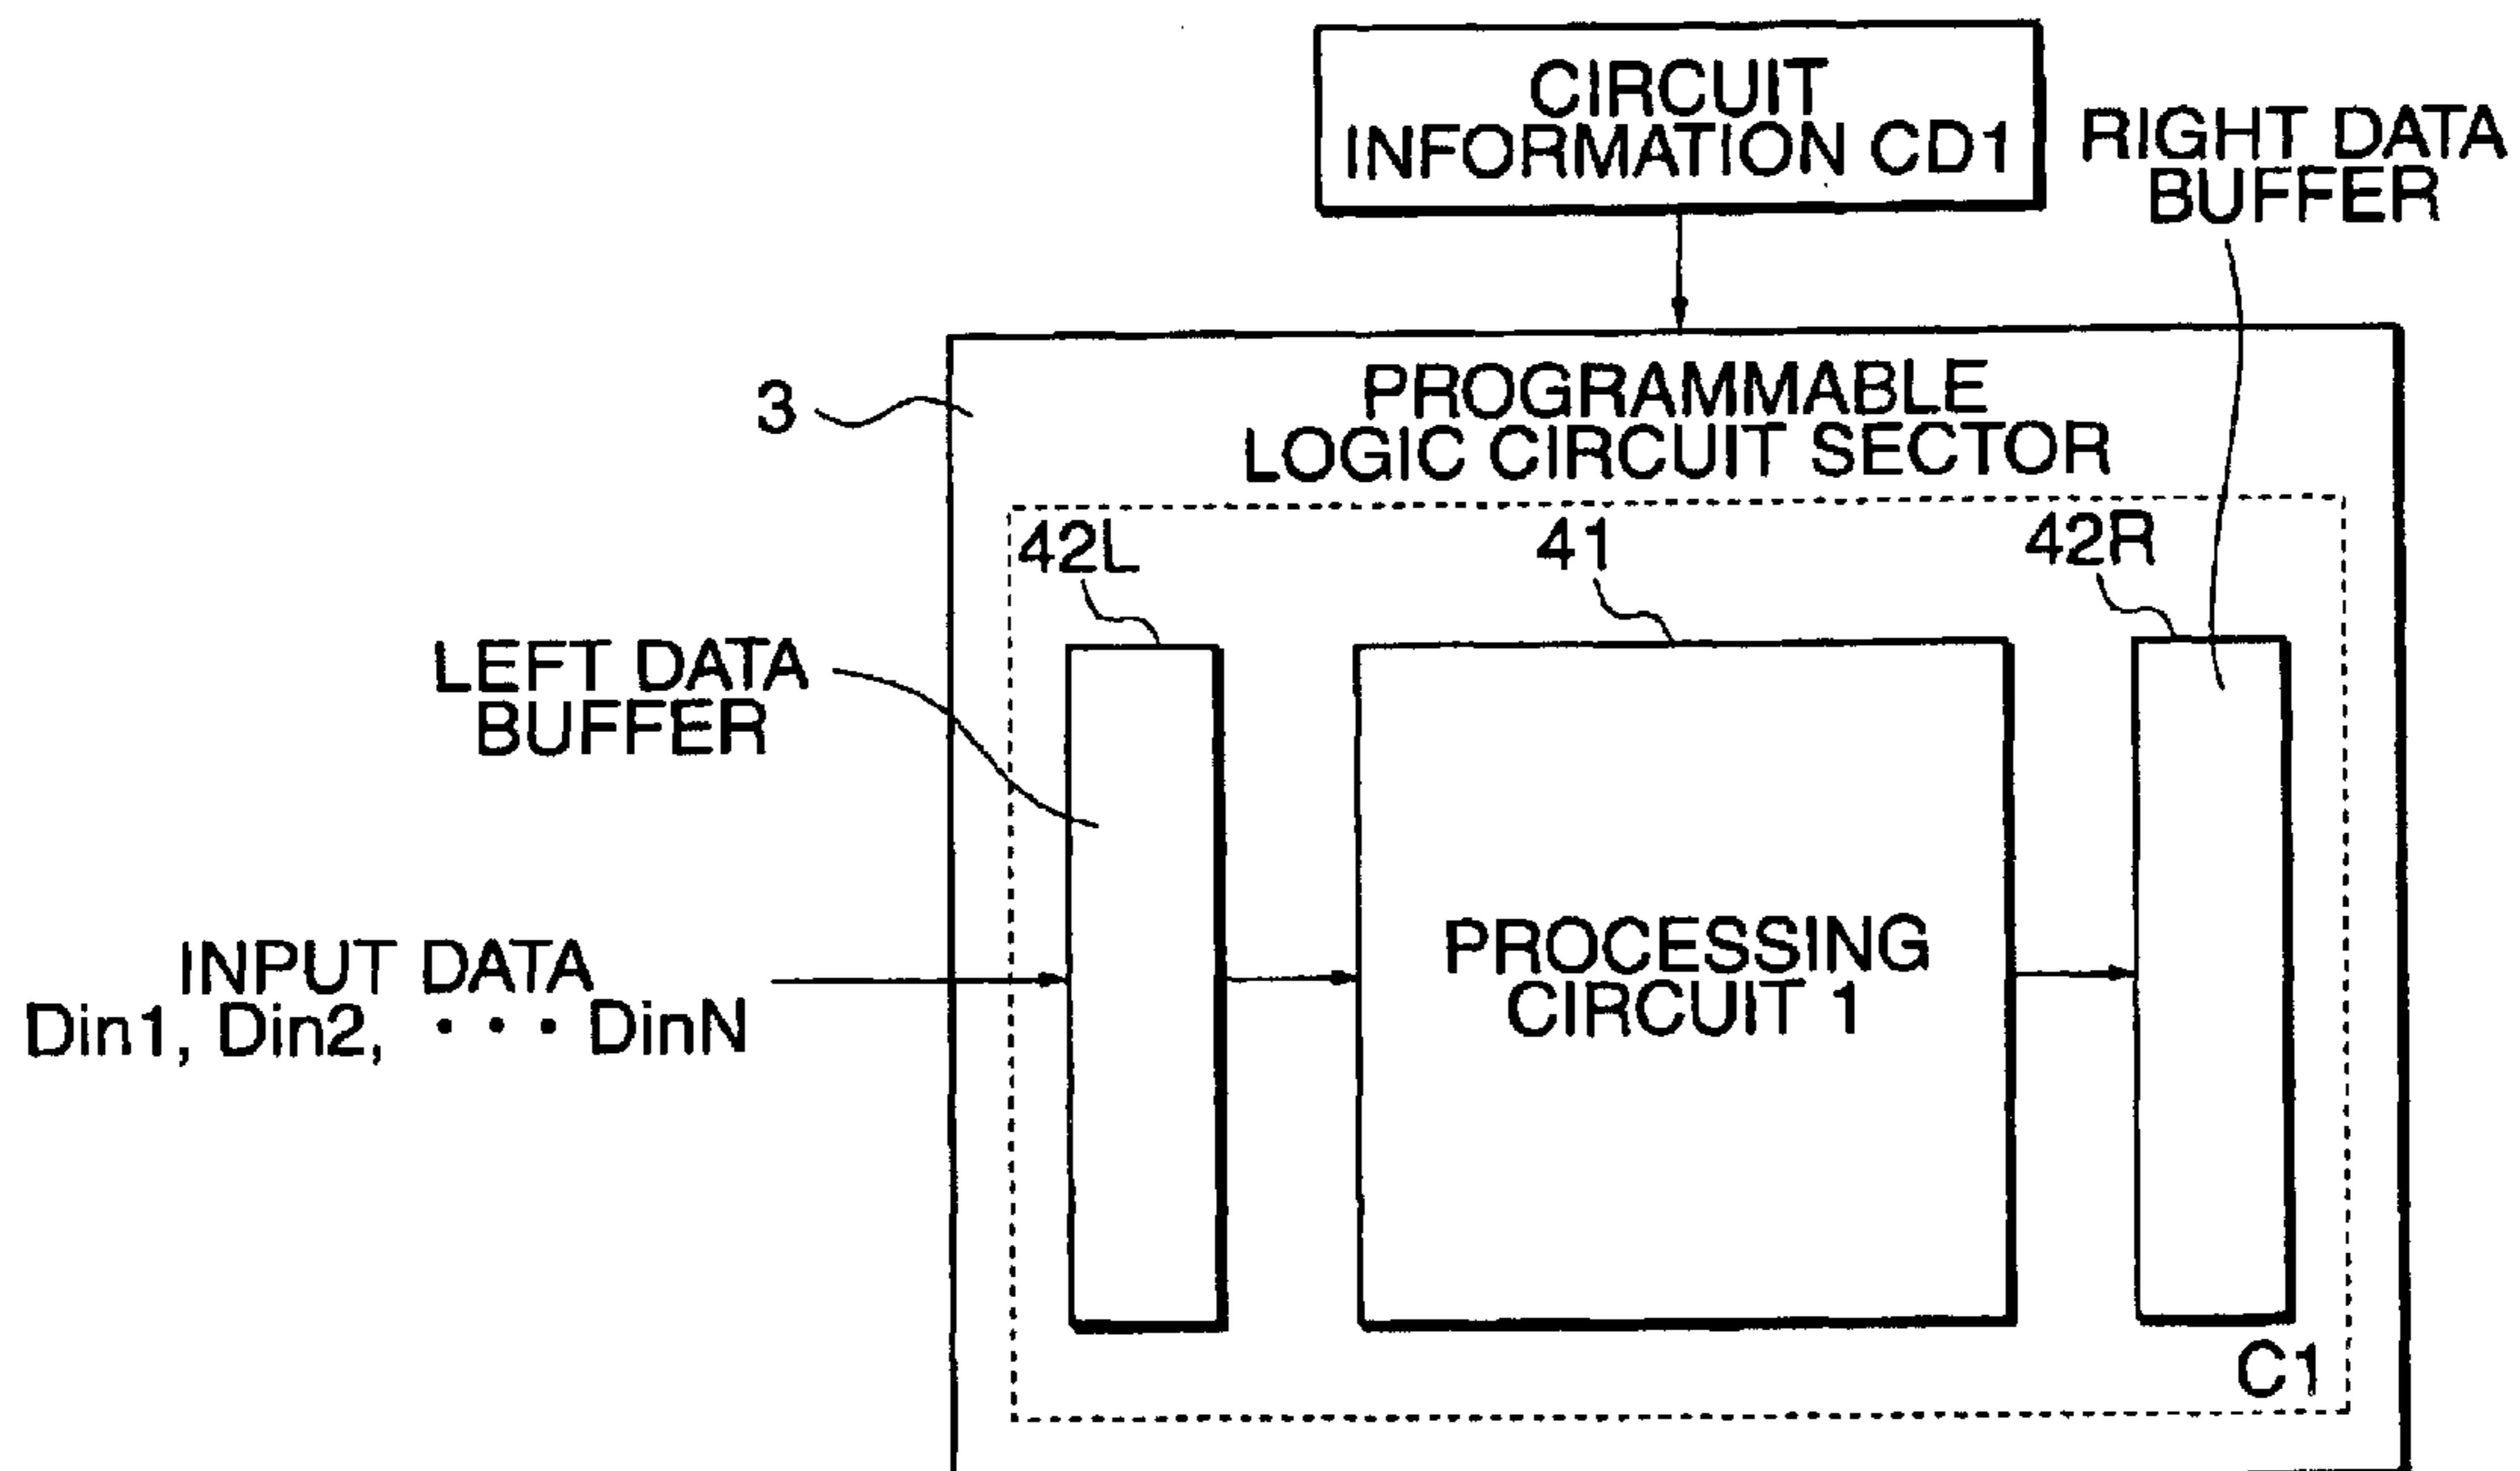 CIRCUIT
INFORMATION CD1
RIGHT DATA
BUFFER
3
PROGRAMMABLE
LOGIC CIRCUIT SECTOR
42L
41
42R
LEFT DATA
BUFFER
INPUT DATA
Din1, Din2, ・・・DinN
PROCESSING
CIRCUIT 1
C1